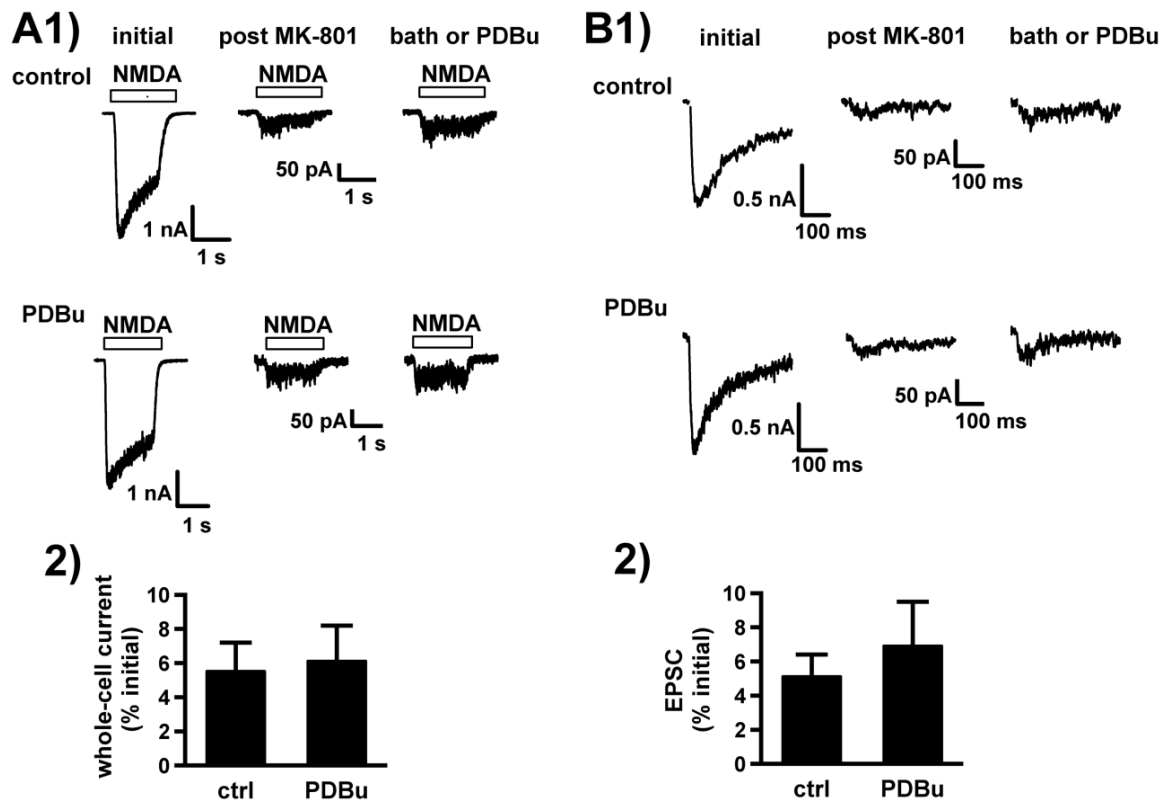 A1) initial post MK-801 bath or PDBu
control NMDA NMDA NMDA
50 pA
1 s
1 nA
1 s
PDBu
NMDA NMDA NMDA
50 pA
1 s
1 nA
1 s
2)
whole-cell current
(% initial)
10
8
6
4
2
0
ctrl PDBu
B1) initial post MK-801 bath or PDBu
control
50 pA
100 ms
0.5 nA
100 ms
PDBu
50 pA
100 ms
0.5 nA
100 ms
2)
EPSC
(% initial)
10
8
6
4
2
0
ctrl PDBu